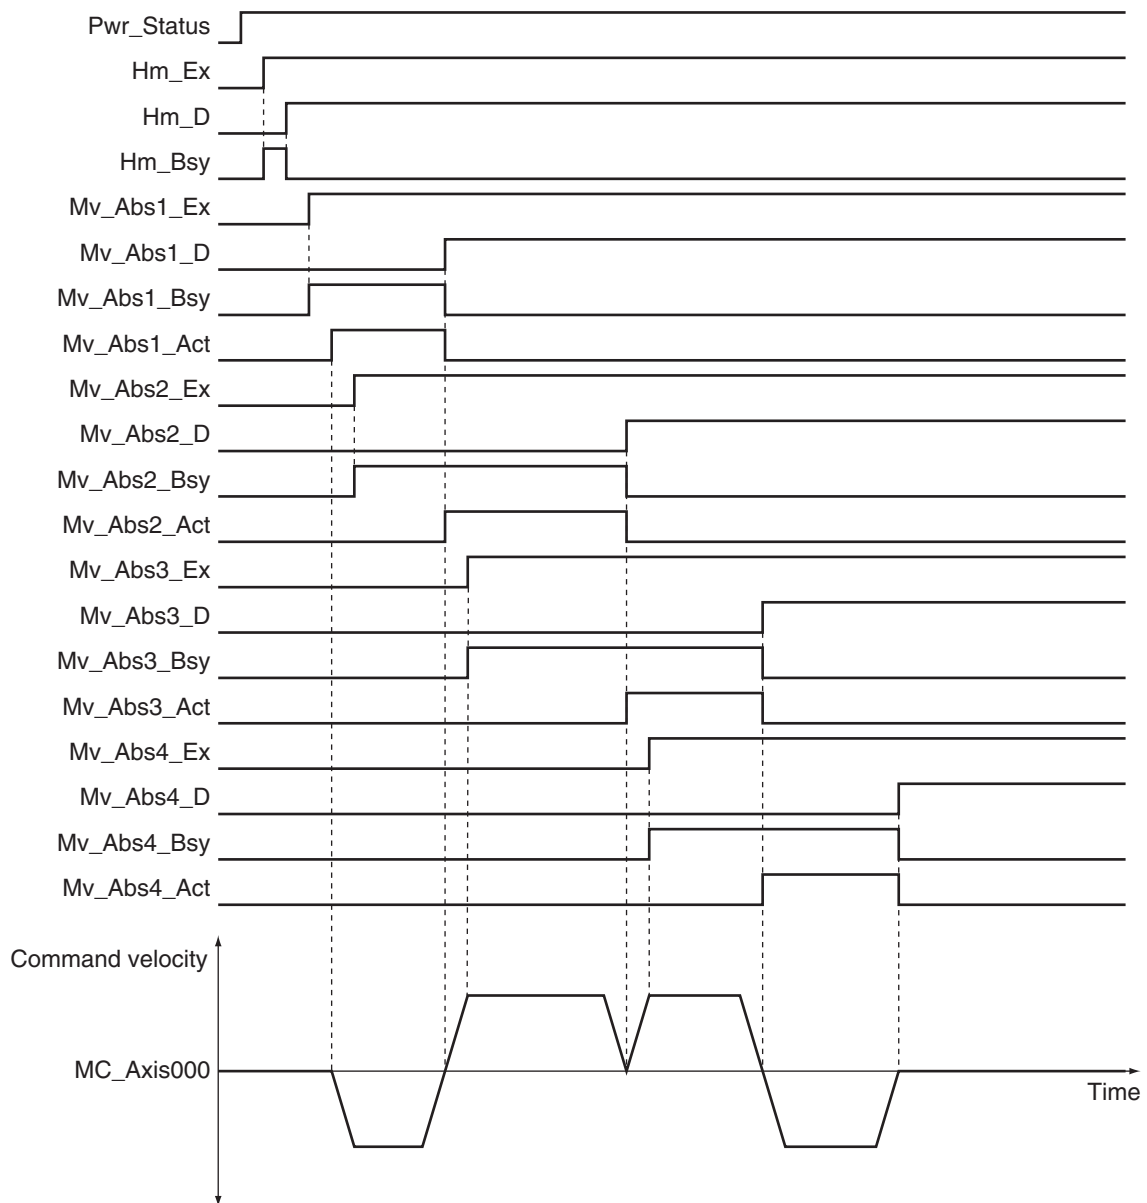 Pwr_Status
Hm_Ex
Hm_D
Hm_Bsy
Mv_Abs1_Ex
Mv_Abs1_D
Mv_Abs1_Bsy
Mv_Abs1_Act
Mv_Abs2_Ex
Mv_Abs2_D
Mv_Abs2_Bsy
Mv_Abs2_Act
Mv_Abs3_Ex
Mv_Abs3_D
Mv_Abs3_Bsy
Mv_Abs3_Act
Mv_Abs4_Ex
Mv_Abs4_D
Mv_Abs4_Bsy
Mv_Abs4_Act
Command velocity
MC_Axis000
Time